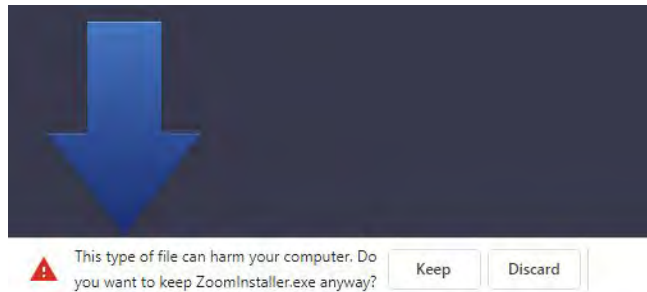 This type of file can harm your computer. Do
you want to keep ZoomInstaller.exe anyway?
Keep
Discard